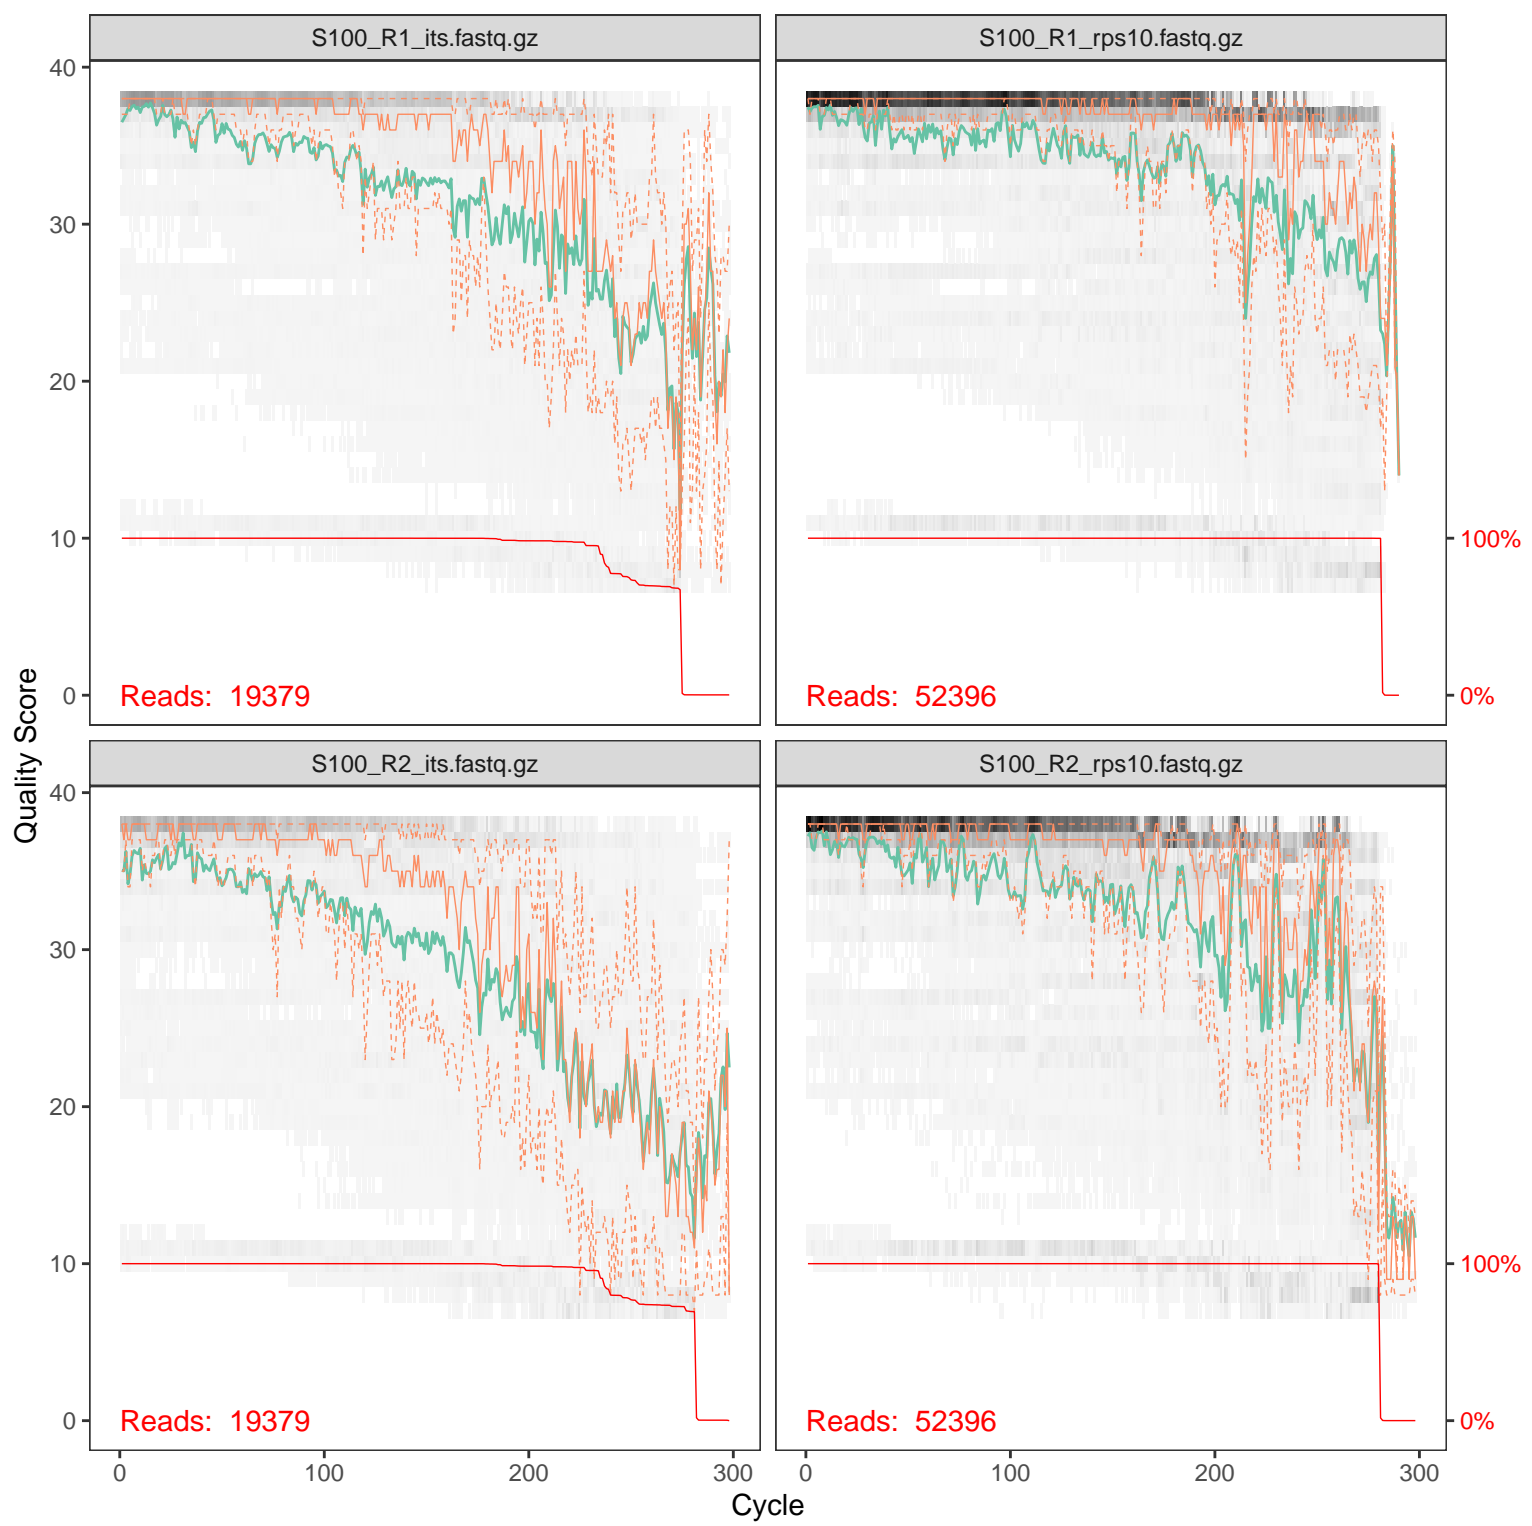 S100_R1_its.fastq.gz
S100_R1_rps10.fastq.gz
40
30
20
10
0
Reads: 19379
Reads: 52396
100%
0%
Quality Score
S100_R2_its.fastq.gz
S100_R2_rps10.fastq.gz
40
30
20
10
0
Reads: 19379
Reads: 52396
100%
0%
0 100 200 300
0 100 200 300
Cycle